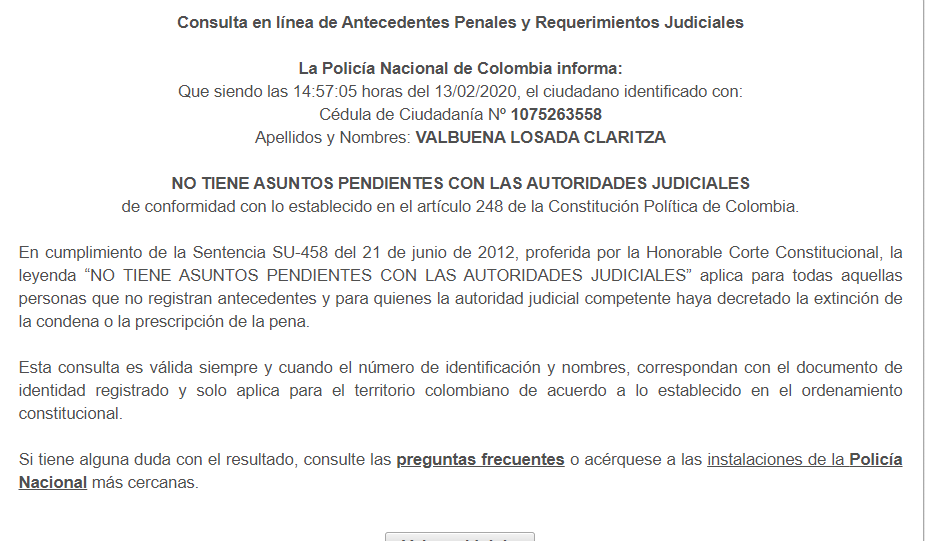 Consulta en línea de Antecedentes Penales y Requerimientos Judiciales
La Policía Nacional de Colombia informa:
Que siendo las 14:57:05 horas del 13/02/2020, el ciudadano identificado con:
Cédula de Ciudadanía Nº 1075263558
Apellidos y Nombres: VALBUENA LOSADA CLARITZA
NO TIENE ASUNTOS PENDIENTES CON LAS AUTORIDADES JUDICIALES
de conformidad con lo establecido en el artículo 248 de la Constitución Política de Colombia.
En cumplimiento de la Sentencia SU-458 del 21 de junio de 2012, proferida por la Honorable Corte Constitucional, la
leyenda “NO TIENE ASUNTOS PENDIENTES CON LAS AUTORIDADES JUDICIALES” aplica para todas aquellas
personas que no registran antecedentes y para quienes la autoridad judicial competente haya decretado la extinción de
la condena o la prescripción de la pena.
Esta consulta es válida siempre y cuando el número de identificación y nombres, correspondan con el documento de
identidad registrado y solo aplica para el territorio colombiano de acuerdo a lo establecido en el ordenamiento
constitucional.
Si tiene alguna duda con el resultado, consulte las preguntas frecuentes o acérquese a las instalaciones de la Policía
Nacional más cercanas.